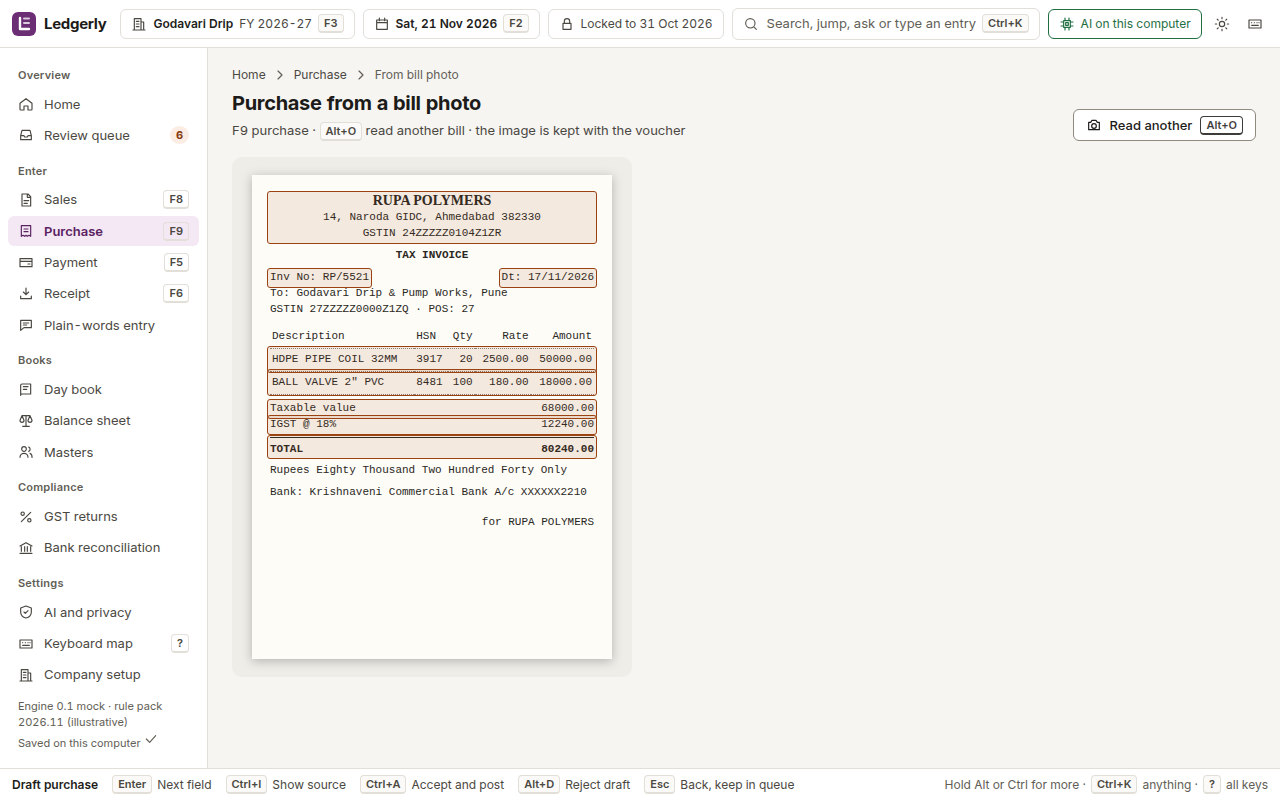 Ledgerly
Godavari Drip FY 2026-27 F3
Sat, 21 Nov 2026 F2
Locked to 31 Oct 2026
Search, jump, ask or type an entry Ctrl+K
AI on this computer
Overview
Home
Review queue 6
Enter
Sales F8
Purchase F9
Payment F5
Receipt F6
Plain-words entry
Books
Day book
Balance sheet
Masters
Compliance
GST returns
Bank reconciliation
Settings
AI and privacy
Keyboard map ?
Company setup
Engine 0.1 mock · rule pack
2026.11 (illustrative)
Saved on this computer
Home > Purchase > From bill photo
Purchase from a bill photo
F9 purchase · Alt+O read another bill · the image is kept with the voucher
Read another Alt+O
RUPA POLYMERS
14, Naroda GIDC, Ahmedabad 382330
GSTIN 24ZZZZZ0104Z1ZR
TAX INVOICE
Inv No: RP/5521 Dt: 17/11/2026
To: Godavari Drip & Pump Works, Pune
GSTIN 27ZZZZZ0000Z1ZQ · POS: 27
Description HSN Qty Rate Amount
HDPE PIPE COIL 32MM 3917 20 2500.00 50000.00
BALL VALVE 2" PVC 8481 100 180.00 18000.00
Taxable value 68000.00
IGST @ 18% 12240.00
TOTAL 80240.00
Rupees Eighty Thousand Two Hundred Forty Only
Bank: Krishnaveni Commercial Bank A/c XXXXXX2210
for RUPA POLYMERS
Draft purchase Enter Next field Ctrl+I Show source Ctrl+A Accept and post Alt+D Reject draft Esc Back, keep in queue Hold Alt or Ctrl for more · Ctrl+K anything · ? all keys